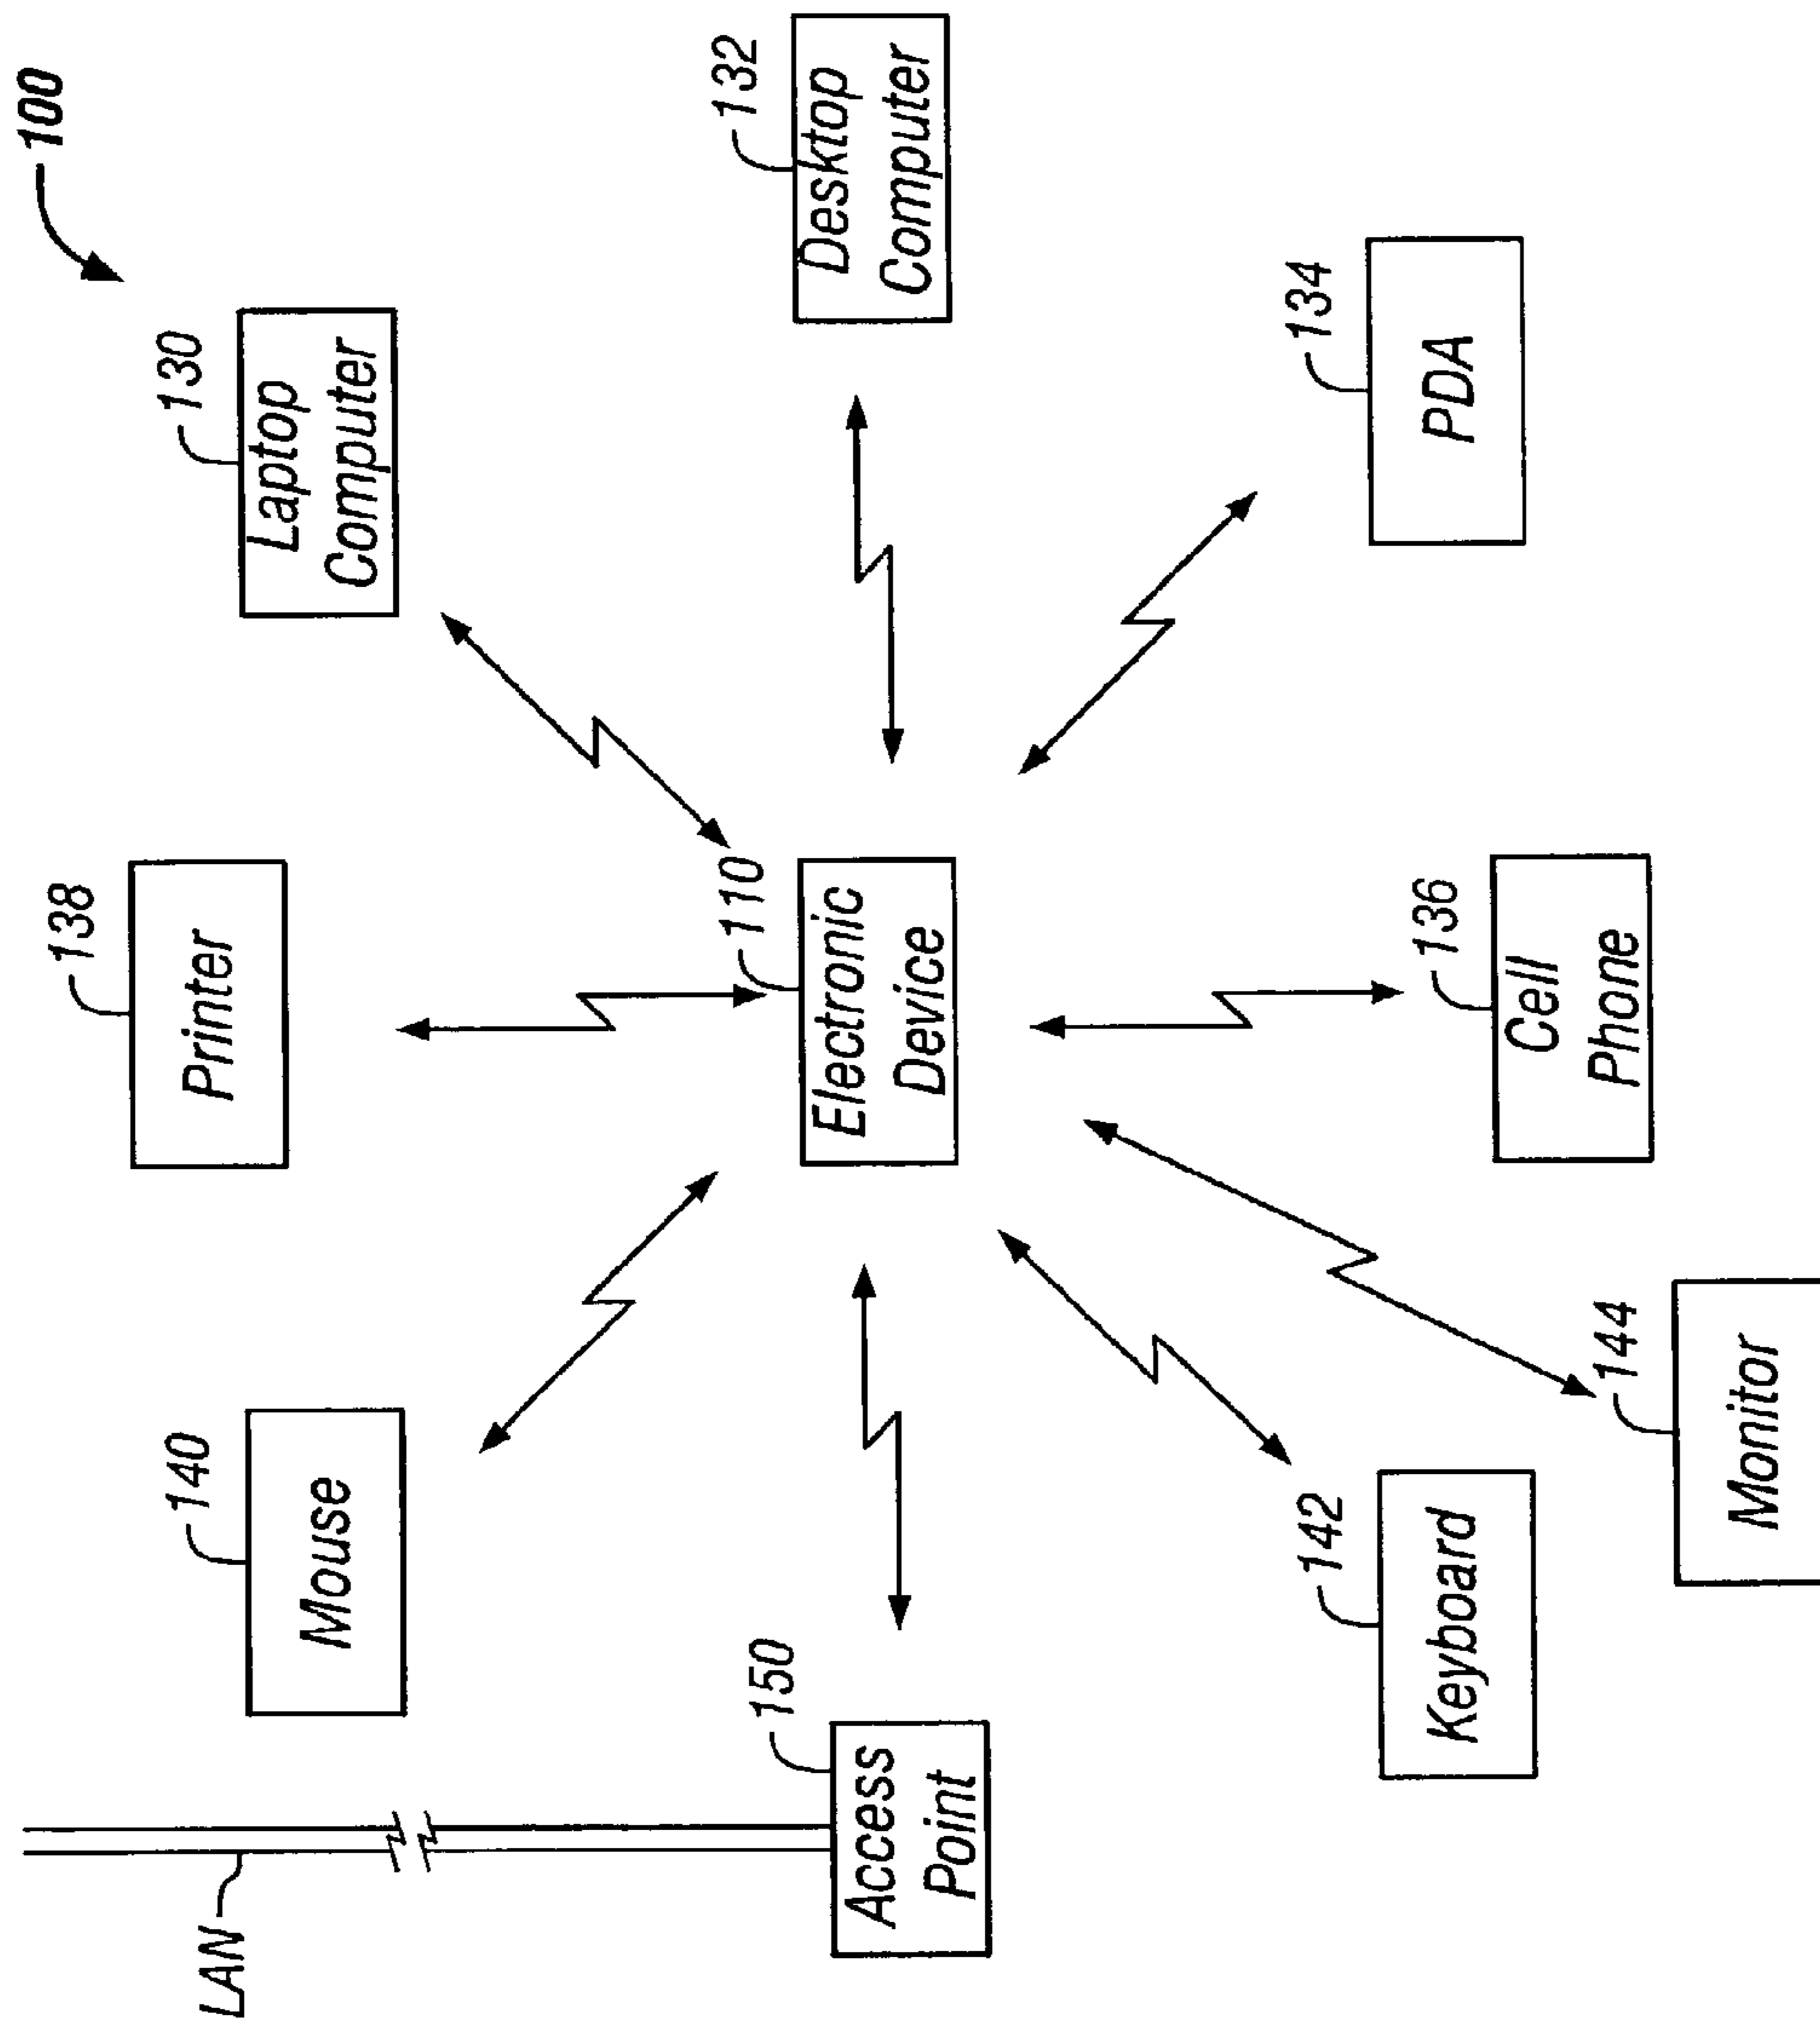 100
138
Printer
130
Laptop
Computer
140
Mouse
LAN
132
Desktop
Computer
110
Electronic
Device
150
Access
Point
134
PDA
142
Keyboard
136
Cell
Phone
144
Monitor